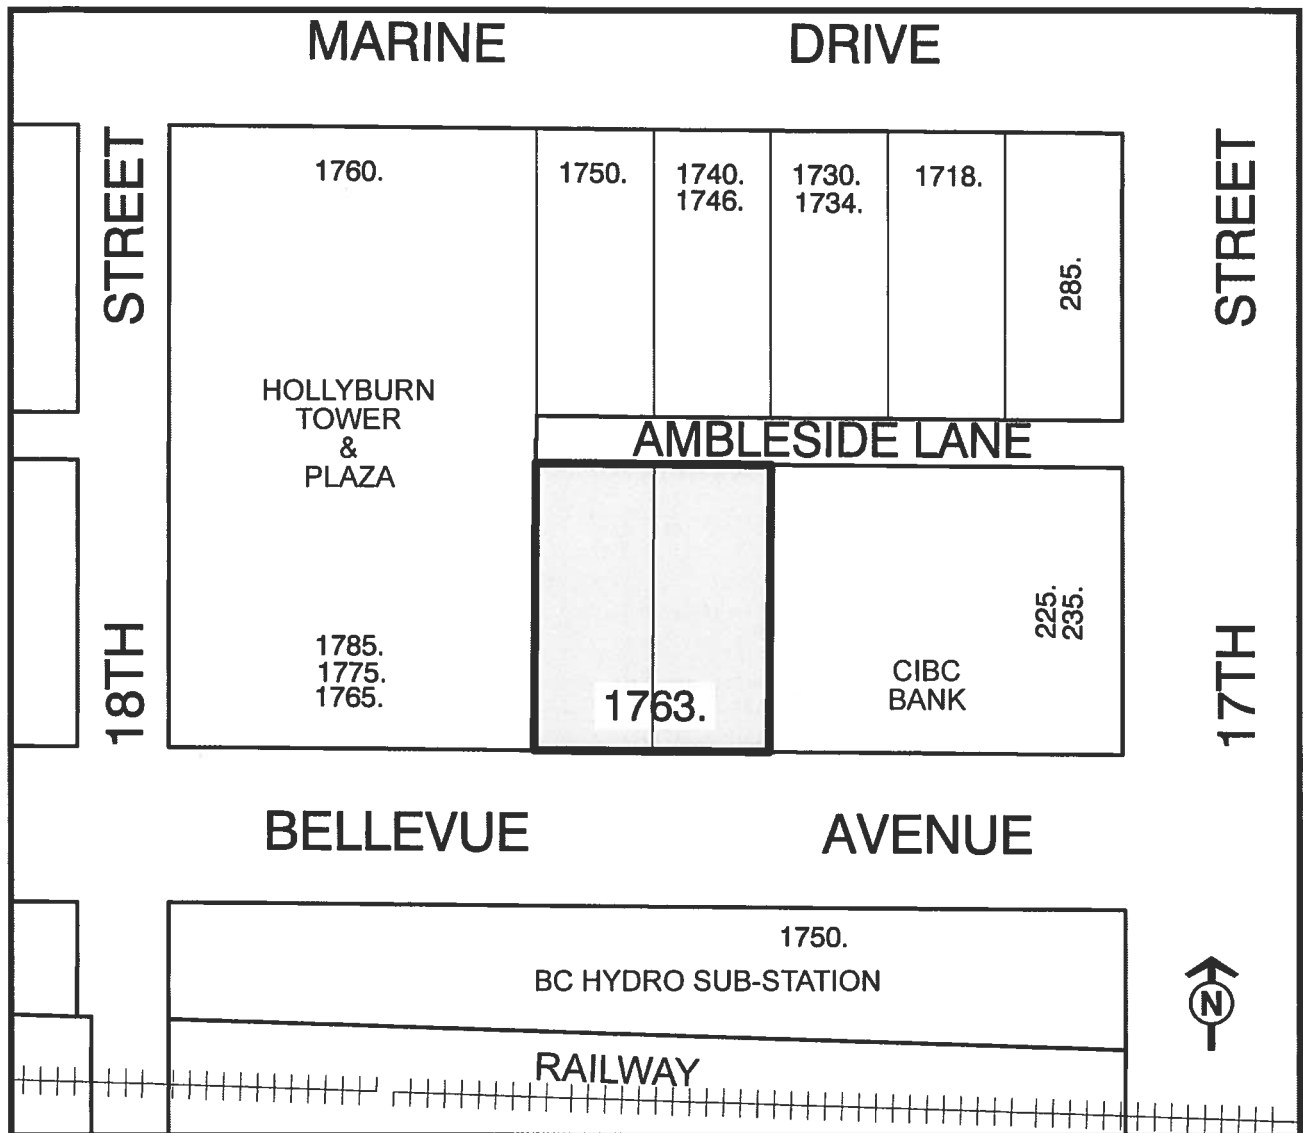 MARINE DRIVE
STREET
STREET
1760.
1750.
1740.
1746.
1730.
1734.
1718.
285.
HOLLYBURN
TOWER
&
PLAZA
AMBLESIDE LANE
225.
235.
1785.
1775.
1765.
1763.
CIBC
BANK
18TH
17TH
BELLEVUE AVENUE
1750.
BC HYDRO SUB-STATION
N
RAILWAY